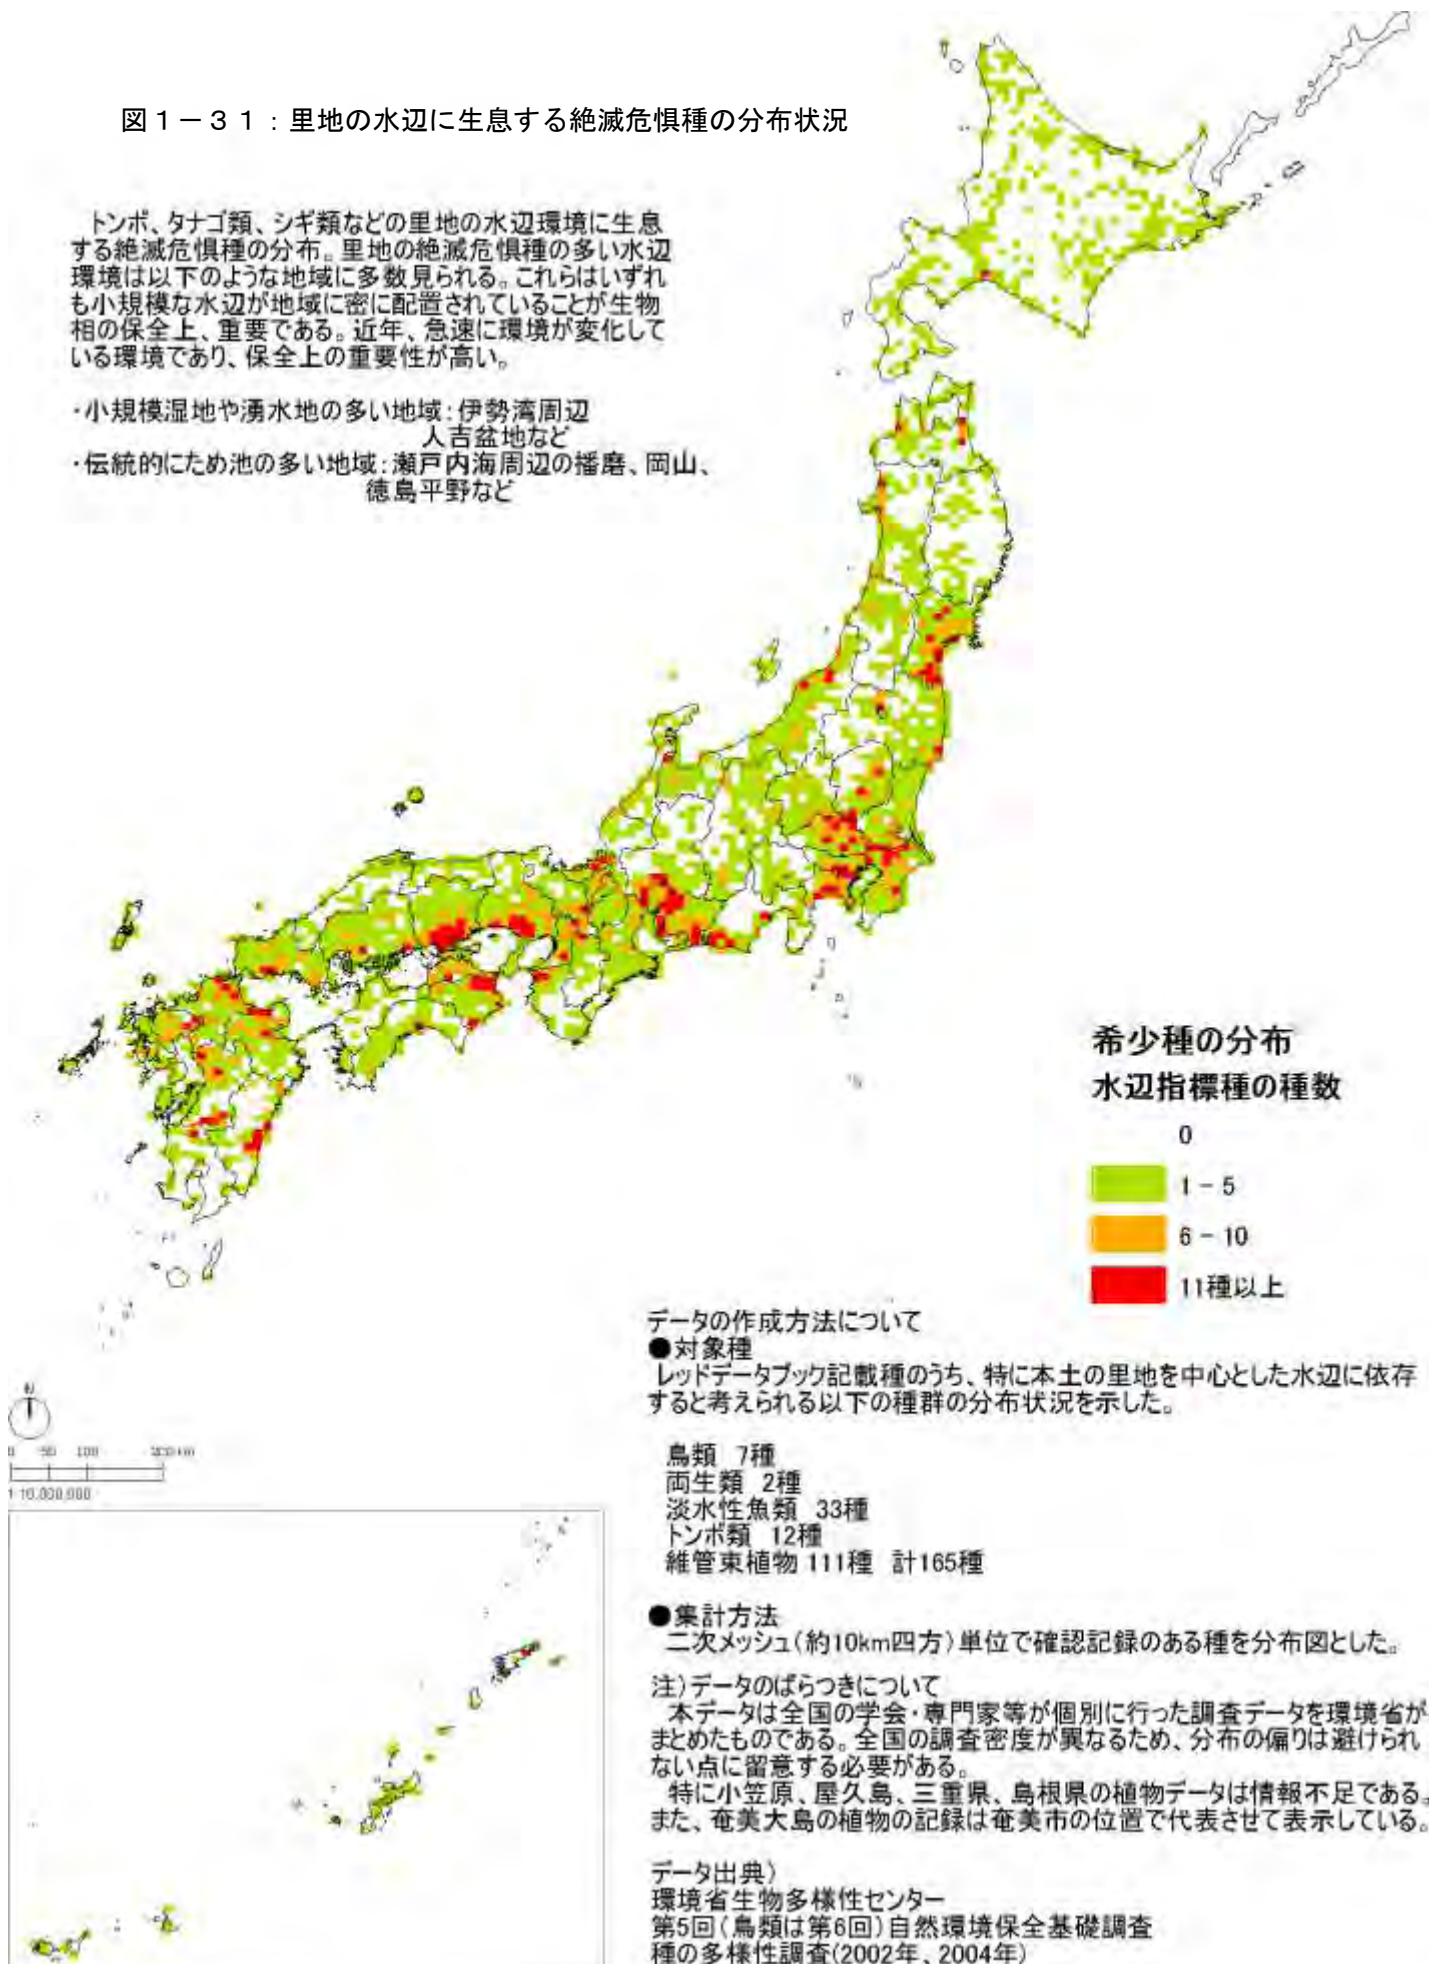 図1－31：里地の水辺に生息する絶滅危惧種の分布状況
トンボ、タナゴ類、シギ類などの里地の水辺環境に生息
する絶滅危惧種の分布。里地の絶滅危惧種の多い水辺
環境は以下のような地域に多数見られる。これらはいずれ
も小規模な水辺が地域に密に配置されていることが生物
相の保全上、重要である。近年、急速に環境が変化して
いる環境であり、保全上の重要性が高い。
・小規模湿地や湧水地の多い地域：伊勢湾周辺
人吉盆地など
・伝統的にため池の多い地域：瀬戸内海周辺の播磨、岡山、
徳島平野など
希少種の分布
水辺指標種の種数
0
1 - 5
6 - 10
11種以上
データの作成方法について
●対象種
レッドデータブック記載種のうち、特に本土の里地を中心とした水辺に依存
すると考えられる以下の種群の分布状況を示した。
鳥類 7種
両生類 2種
淡水性魚類 33種
トンボ類 12種
維管束植物 111種 計165種
●集計方法
二次メッシュ（約10km四方）単位で確認記録のある種を分布図とした。
注）データのばらつきについて
本データは全国の学会・専門家等が個別に行った調査データを環境省が
まとめたものである。全国の調査密度が異なるため、分布の偏りは避けられ
ない点に留意する必要がある。
特に小笠原、屋久島、三重県、島根県の植物データは情報不足である。
また、奄美大島の植物の記録は奄美市の位置で代表させて表示している。
データ出典）
環境省生物多様性センター
第5回（鳥類は第6回）自然環境保全基礎調査
種の多様性調査（2002年、2004年）
N
0 50 100 200 km
1:10,000,000